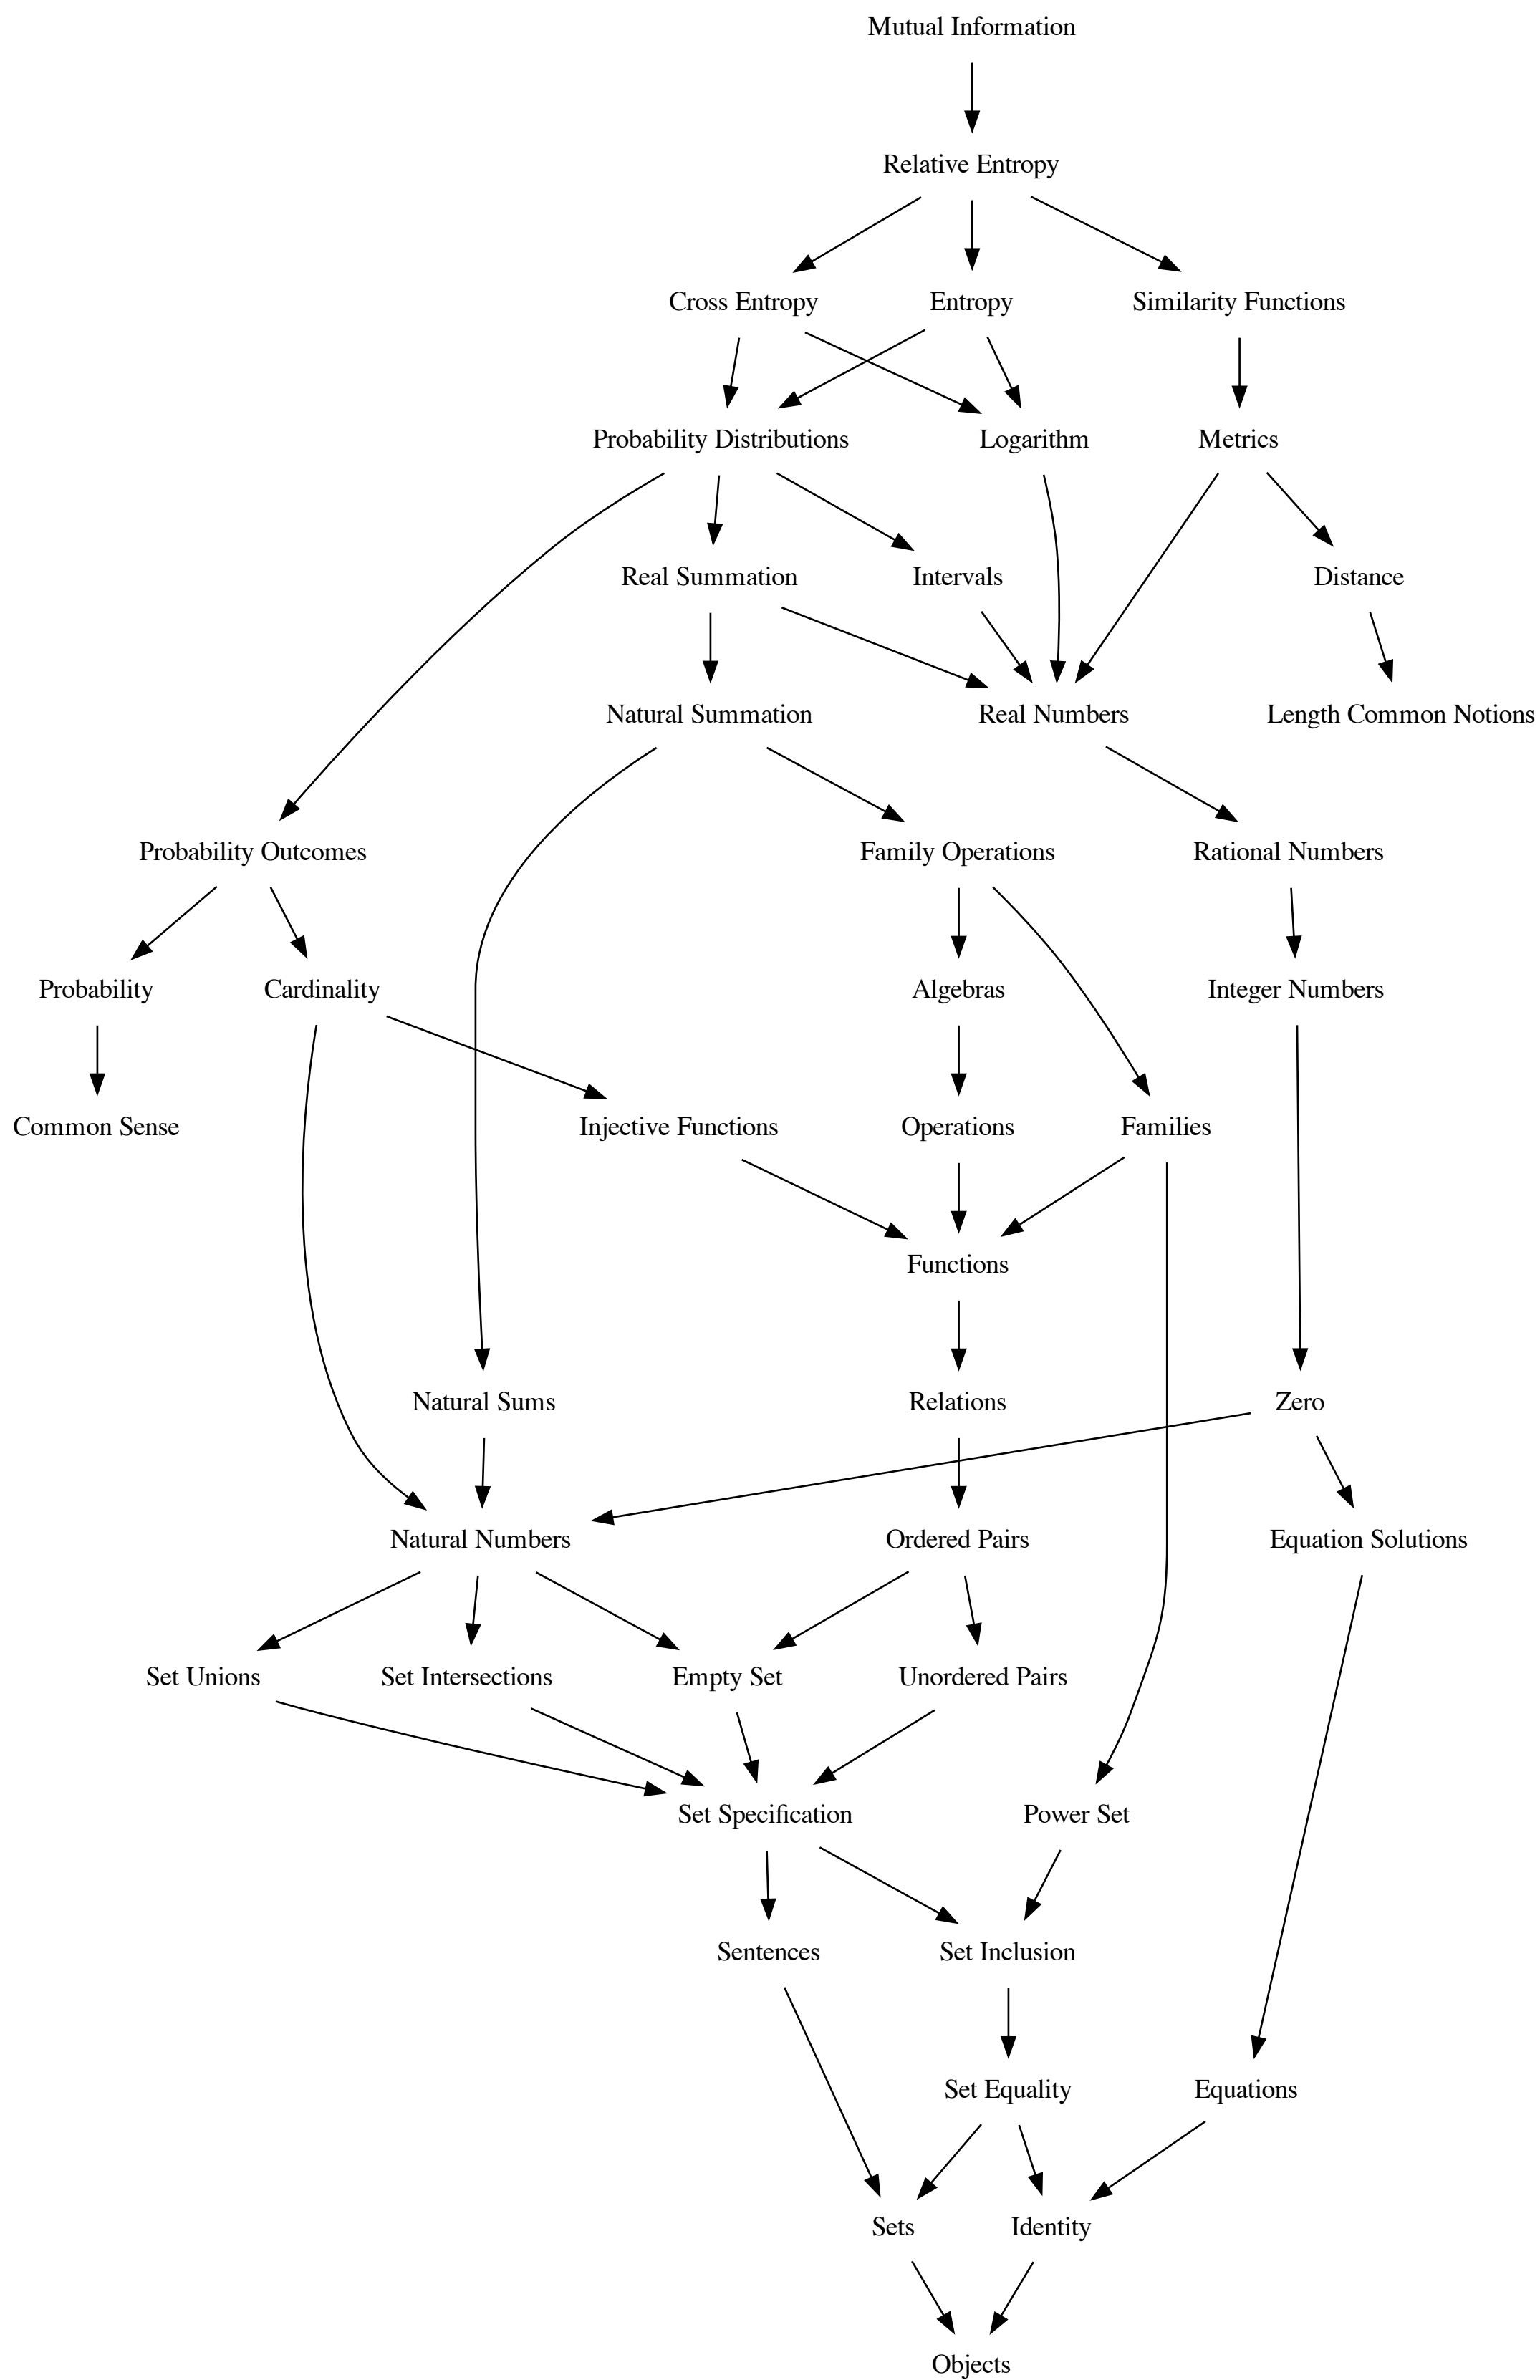 Mutual Information
Relative Entropy
Cross Entropy
Entropy
Similarity Functions
Probability Distributions
Logarithm
Metrics
Real Summation
Intervals
Distance
Natural Summation
Real Numbers
Length Common Notions
Probability Outcomes
Family Operations
Rational Numbers
Probability
Cardinality
Algebras
Integer Numbers
Common Sense
Injective Functions
Operations
Families
Functions
Natural Sums
Relations
Zero
Natural Numbers
Ordered Pairs
Equation Solutions
Set Unions
Set Intersections
Empty Set
Unordered Pairs
Set Specification
Power Set
Sentences
Set Inclusion
Set Equality
Equations
Sets
Identity
Objects